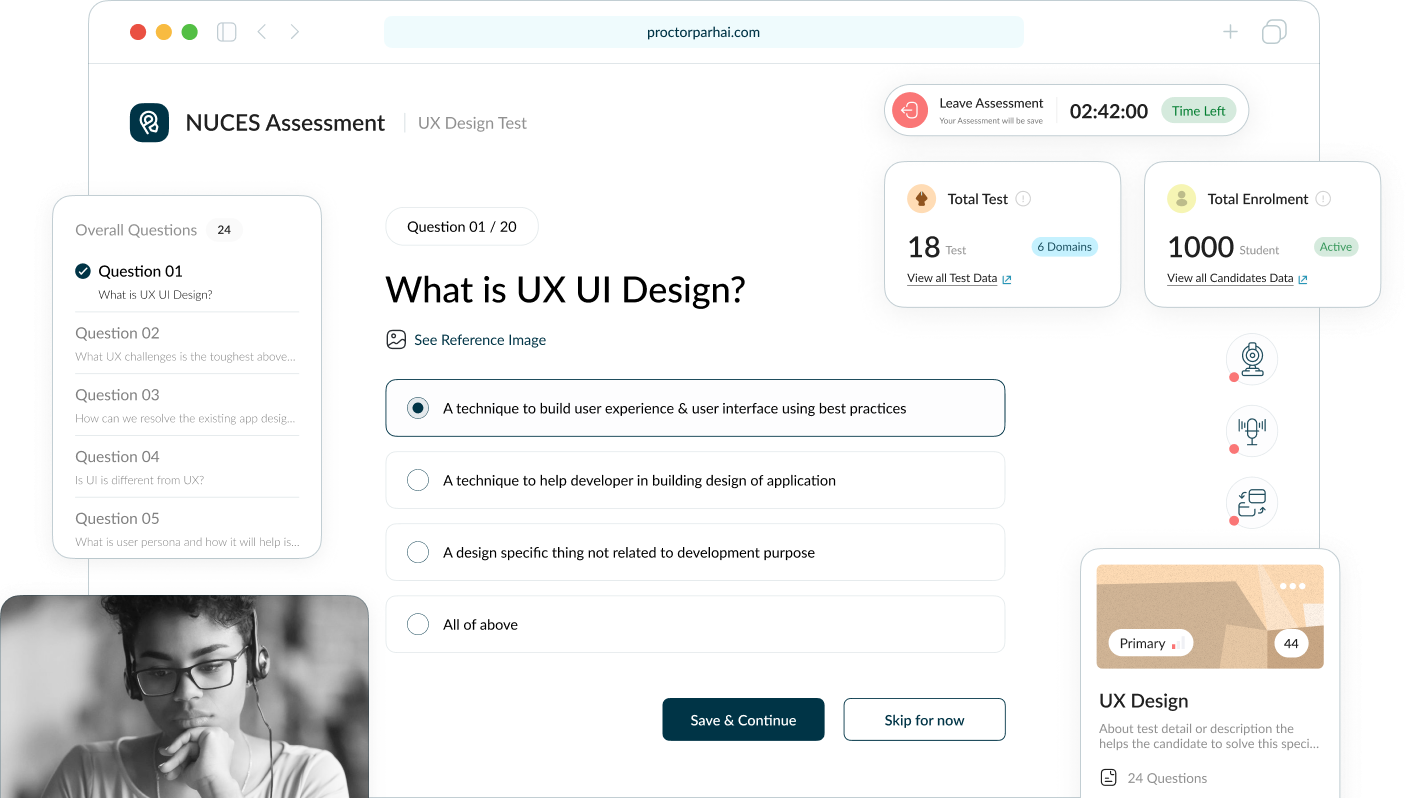 proctorparhai.com
NUCES Assessment
UX Design Test
Leave Assessment
Your Assessment will be save
02:42:00
Time Left
Total Test
18 Test
6 Domains
View all Test Data
Total Enrolment
1000 Student
Active
View all Candidates Data
Overall Questions 24
Question 01
What is UX UI Design?
Question 02
What UX challenges is the toughest above...
Question 03
How can we resolve the existing app desig...
Question 04
Is UI is different from UX?
Question 05
What is user persona and how it will help is...
Question 01 / 20
What is UX UI Design?
See Reference Image
A technique to build user experience & user interface using best practices
A technique to help developer in building design of application
A design specific thing not related to development purpose
All of above
Save & Continue
Skip for now
Primary
44
UX Design
About test detail or description the
helps the candidate to solve this speci...
24 Questions